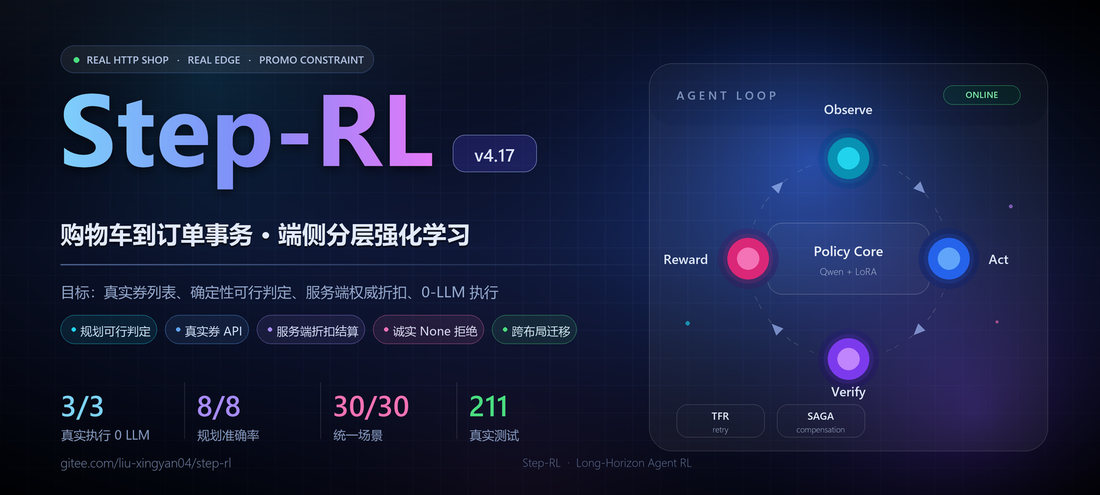 REAL HTTP SHOP · REAL EDGE · PROMO CONSTRAINT
Step-RL
v4.17
购物车到订单事务 · 端侧分层强化学习
目标：真实券列表、确定性可行判定、服务端权威折扣、0-LLM 执行
规划可行判定
真实券 API
服务端折扣结算
诚实 None 拒绝
跨布局迁移
3/3
真实执行 0 LLM
8/8
规划准确率
30/30
统一场景
211
真实测试
gitee.com/liu-xingyan04/step-rl
Step-RL · Long-Horizon Agent RL
AGENT LOOP
ONLINE
Observe
Reward
Policy Core
Qwen + LoRA
Act
Verify
TFR
retry
SAGA
compensation